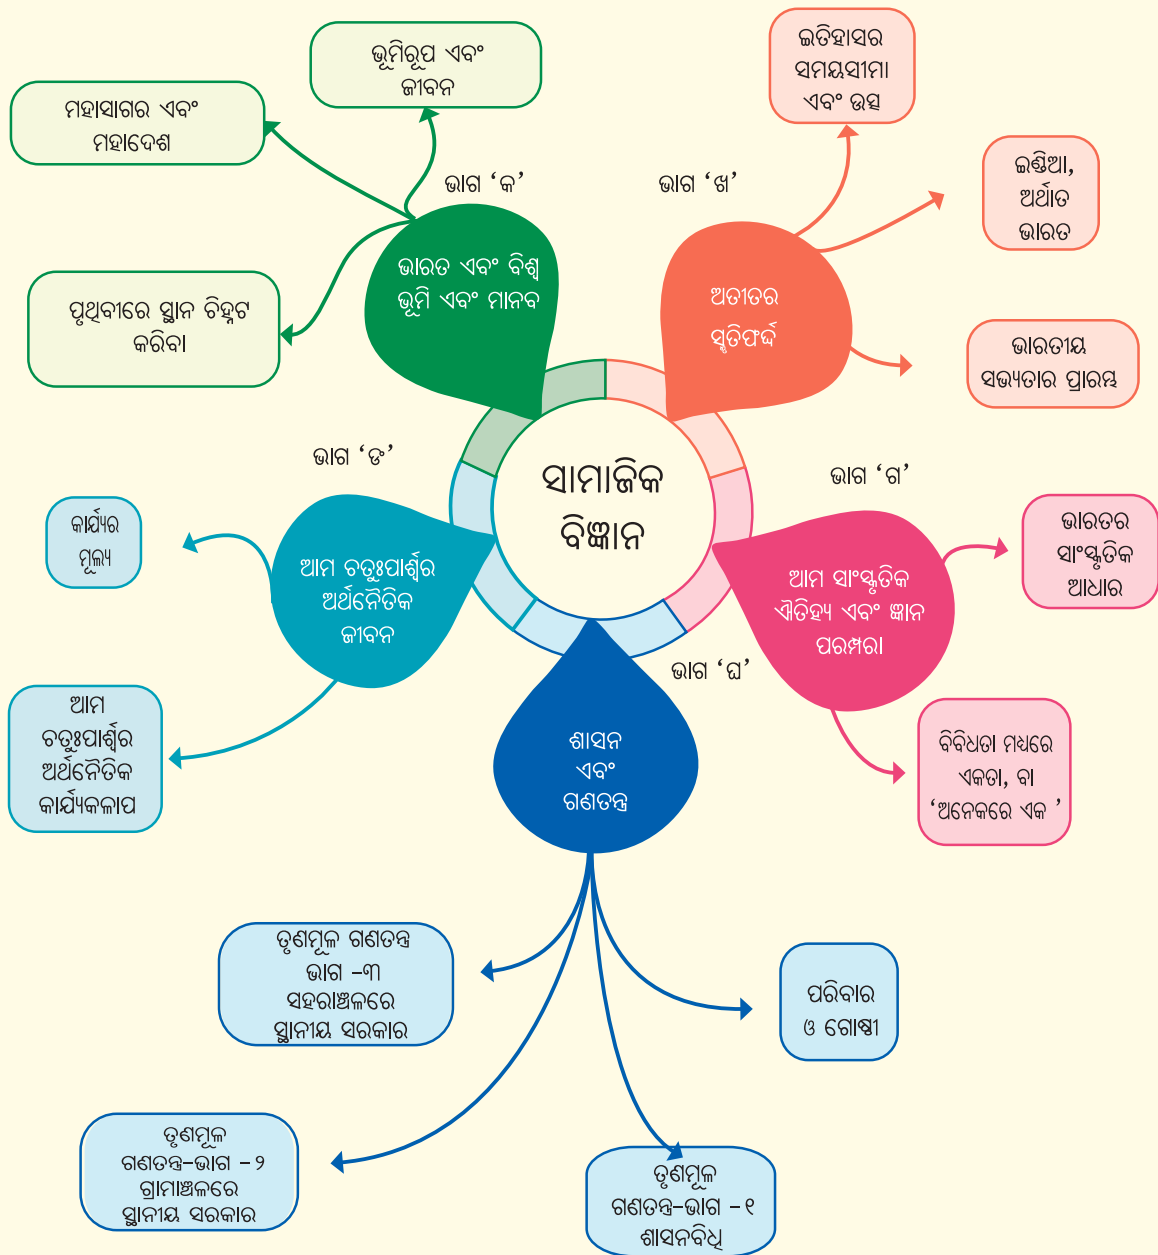 ସାମାଜିକ
ବିଜ୍ଞାନ
ଭାଗ ‘କ’
ଭାରତ ଏବଂ ବିଶ୍ୱ
ଭୂମି ଏବଂ ମାନବ
ପୃଥିବୀରେ ସ୍ଥାନ ଚିହ୍ନଟ
କରିବା
ମହାସାଗର ଏବଂ
ମହାଦେଶ
ଭୂମିରୂପ ଏବଂ
ଜୀବନ
ଭାଗ ‘ଖ’
ଅତୀତର
ସ୍ମୃତିଫର୍ଦ୍ଦ
ଇତିହାସର
ସମୟସୀମା
ଏବଂ ଉତ୍ସ
ଇଣ୍ଡିଆ,
ଅର୍ଥାତ
ଭାରତ
ଭାରତୀୟ
ସଭ୍ୟତାର ପ୍ରାରମ୍ଭ
ଭାଗ ‘ଗ’
ଆମ ସାଂସ୍କୃତିକ
ଐତିହ୍ୟ ଏବଂ ଜ୍ଞାନ
ପରମ୍ପରା
ଭାରତର
ସାଂସ୍କୃତିକ
ଆଧାର
ବିବିଧତା ମଧ୍ୟରେ
ଏକତା, ବା
‘ଅନେକରେ ଏକ ’
ଭାଗ ‘ଘ’
ଶାସନ
ଏବଂ
ଗଣତନ୍ତ୍ର
ପରିବାର
ଓ ଗୋଷ୍ଠୀ
ତୃଣମୂଳ
ଗଣତନ୍ତ୍ର–ଭାଗ – ୧
ଶାସନବିଧି
ତୃଣମୂଳ
ଗଣତନ୍ତ୍ର–ଭାଗ – ୨
ଗ୍ରାମାଞ୍ଚଳରେ
ସ୍ଥାନୀୟ ସରକାର
ତୃଣମୂଳ ଗଣତନ୍ତ୍ର
ଭାଗ –୩
ସହରାଞ୍ଚଳରେ
ସ୍ଥାନୀୟ ସରକାର
ଭାଗ ‘ଙ’
ଆମ ଚତୁଃପାର୍ଶ୍ୱର
ଅର୍ଥନୈତିକ
ଜୀବନ
କାର୍ଯ୍ୟର
ମୂଲ୍ୟ
ଆମ
ଚତୁଃପାର୍ଶ୍ୱର
ଅର୍ଥନୈତିକ
କାର୍ଯ୍ୟକଳାପ